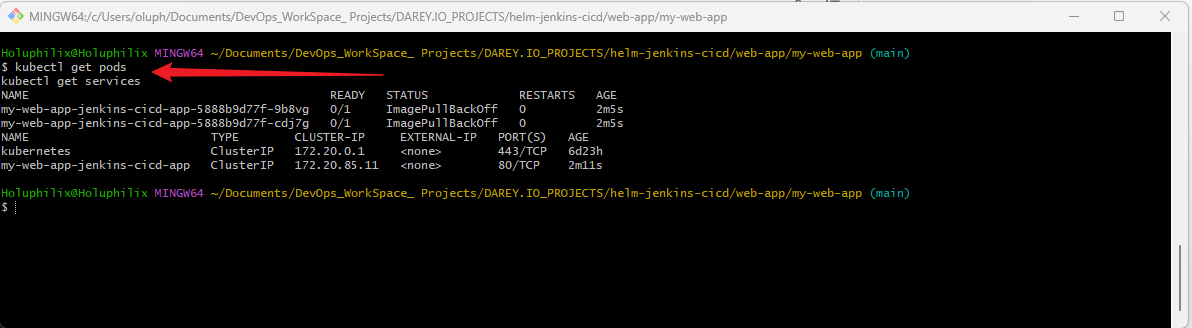 MINGW64:/c/Users/oluph/Documents/DevOps_WorkSpace_ Projects/DAREY.IO_PROJECTS/helm-jenkins-cicd/web-app/my-web-app
Holuphilix@Holuphilix MINGW64 ~/Documents/DevOps_WorkSpace_ Projects/DAREY.IO_PROJECTS/helm-jenkins-cicd/web-app/my-web-app (main)
$ kubectl get pods
kubectl get services
NAME READY STATUS RESTARTS AGE
my-web-app-jenkins-cicd-app-5888b9d77f-9b8vg 0/1 ImagePullBackOff 0 2m5s
my-web-app-jenkins-cicd-app-5888b9d77f-cdj7g 0/1 ImagePullBackOff 0 2m5s
NAME TYPE CLUSTER-IP EXTERNAL-IP PORT(S) AGE
kubernetes ClusterIP 172.20.0.1 <none> 443/TCP 6d23h
my-web-app-jenkins-cicd-app ClusterIP 172.20.85.11 <none> 80/TCP 2m11s
Holuphilix@Holuphilix MINGW64 ~/Documents/DevOps_WorkSpace_ Projects/DAREY.IO_PROJECTS/helm-jenkins-cicd/web-app/my-web-app (main)
$